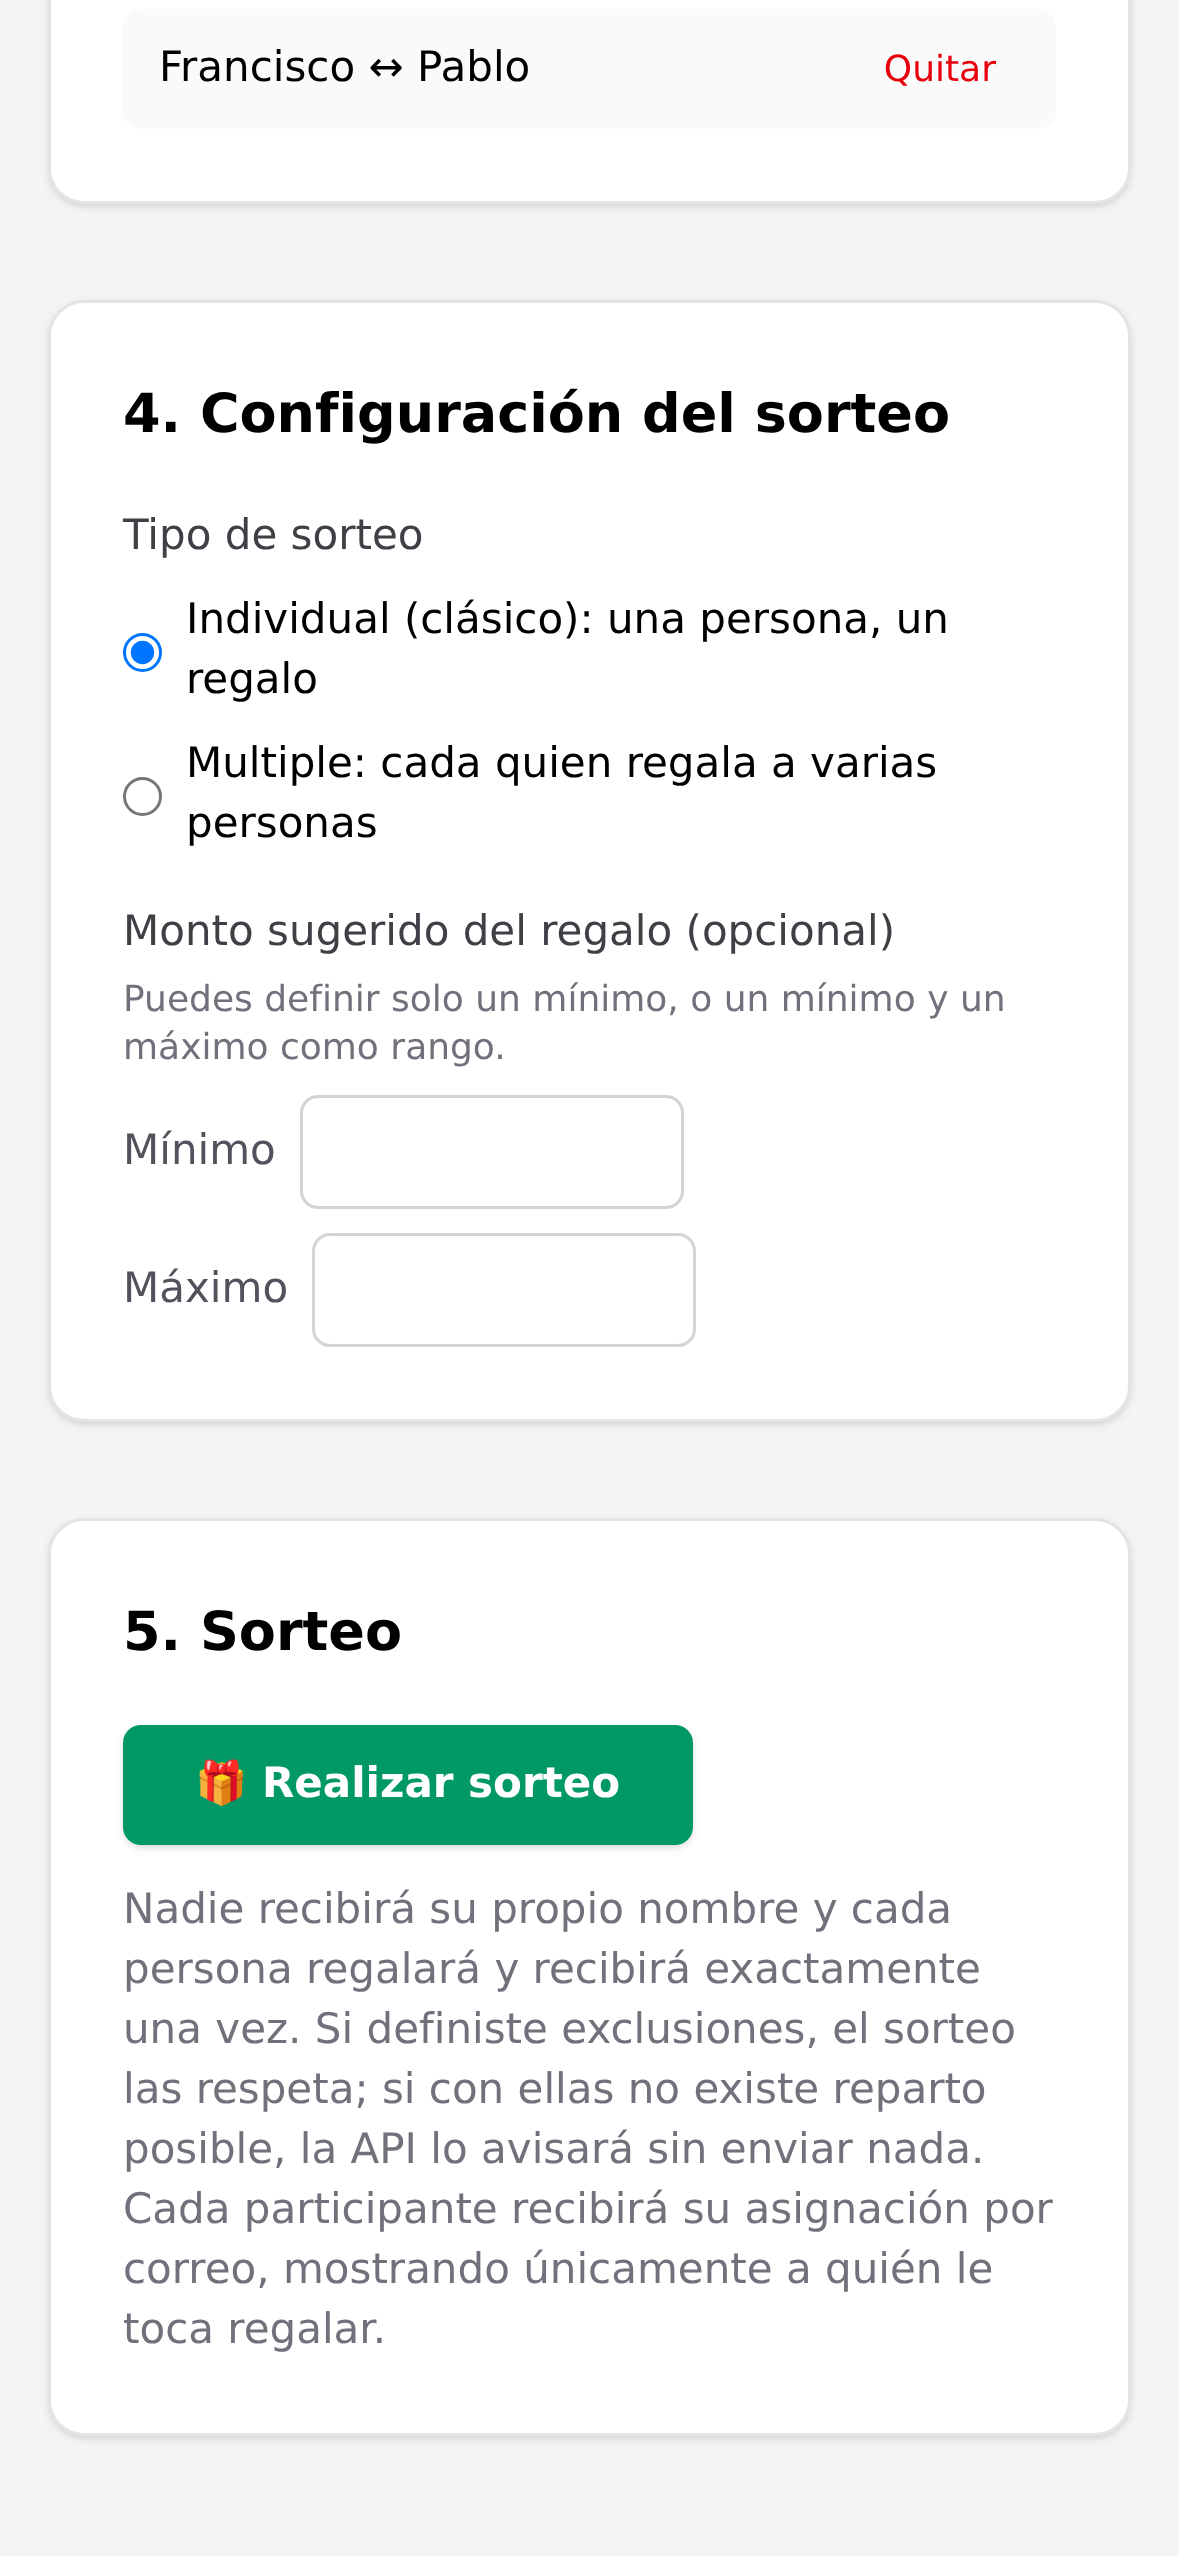 Francisco ↔ Pablo
Quitar
4. Configuración del sorteo
Tipo de sorteo
Individual (clásico): una persona, un
regalo
Multiple: cada quien regala a varias
personas
Monto sugerido del regalo (opcional)
Puedes definir solo un mínimo, o un mínimo y un
máximo como rango.
Mínimo
Máximo
5. Sorteo
🎁 Realizar sorteo
Nadie recibirá su propio nombre y cada
persona regalará y recibirá exactamente
una vez. Si definiste exclusiones, el sorteo
las respeta; si con ellas no existe reparto
posible, la API lo avisará sin enviar nada.
Cada participante recibirá su asignación por
correo, mostrando únicamente a quién le
toca regalar.